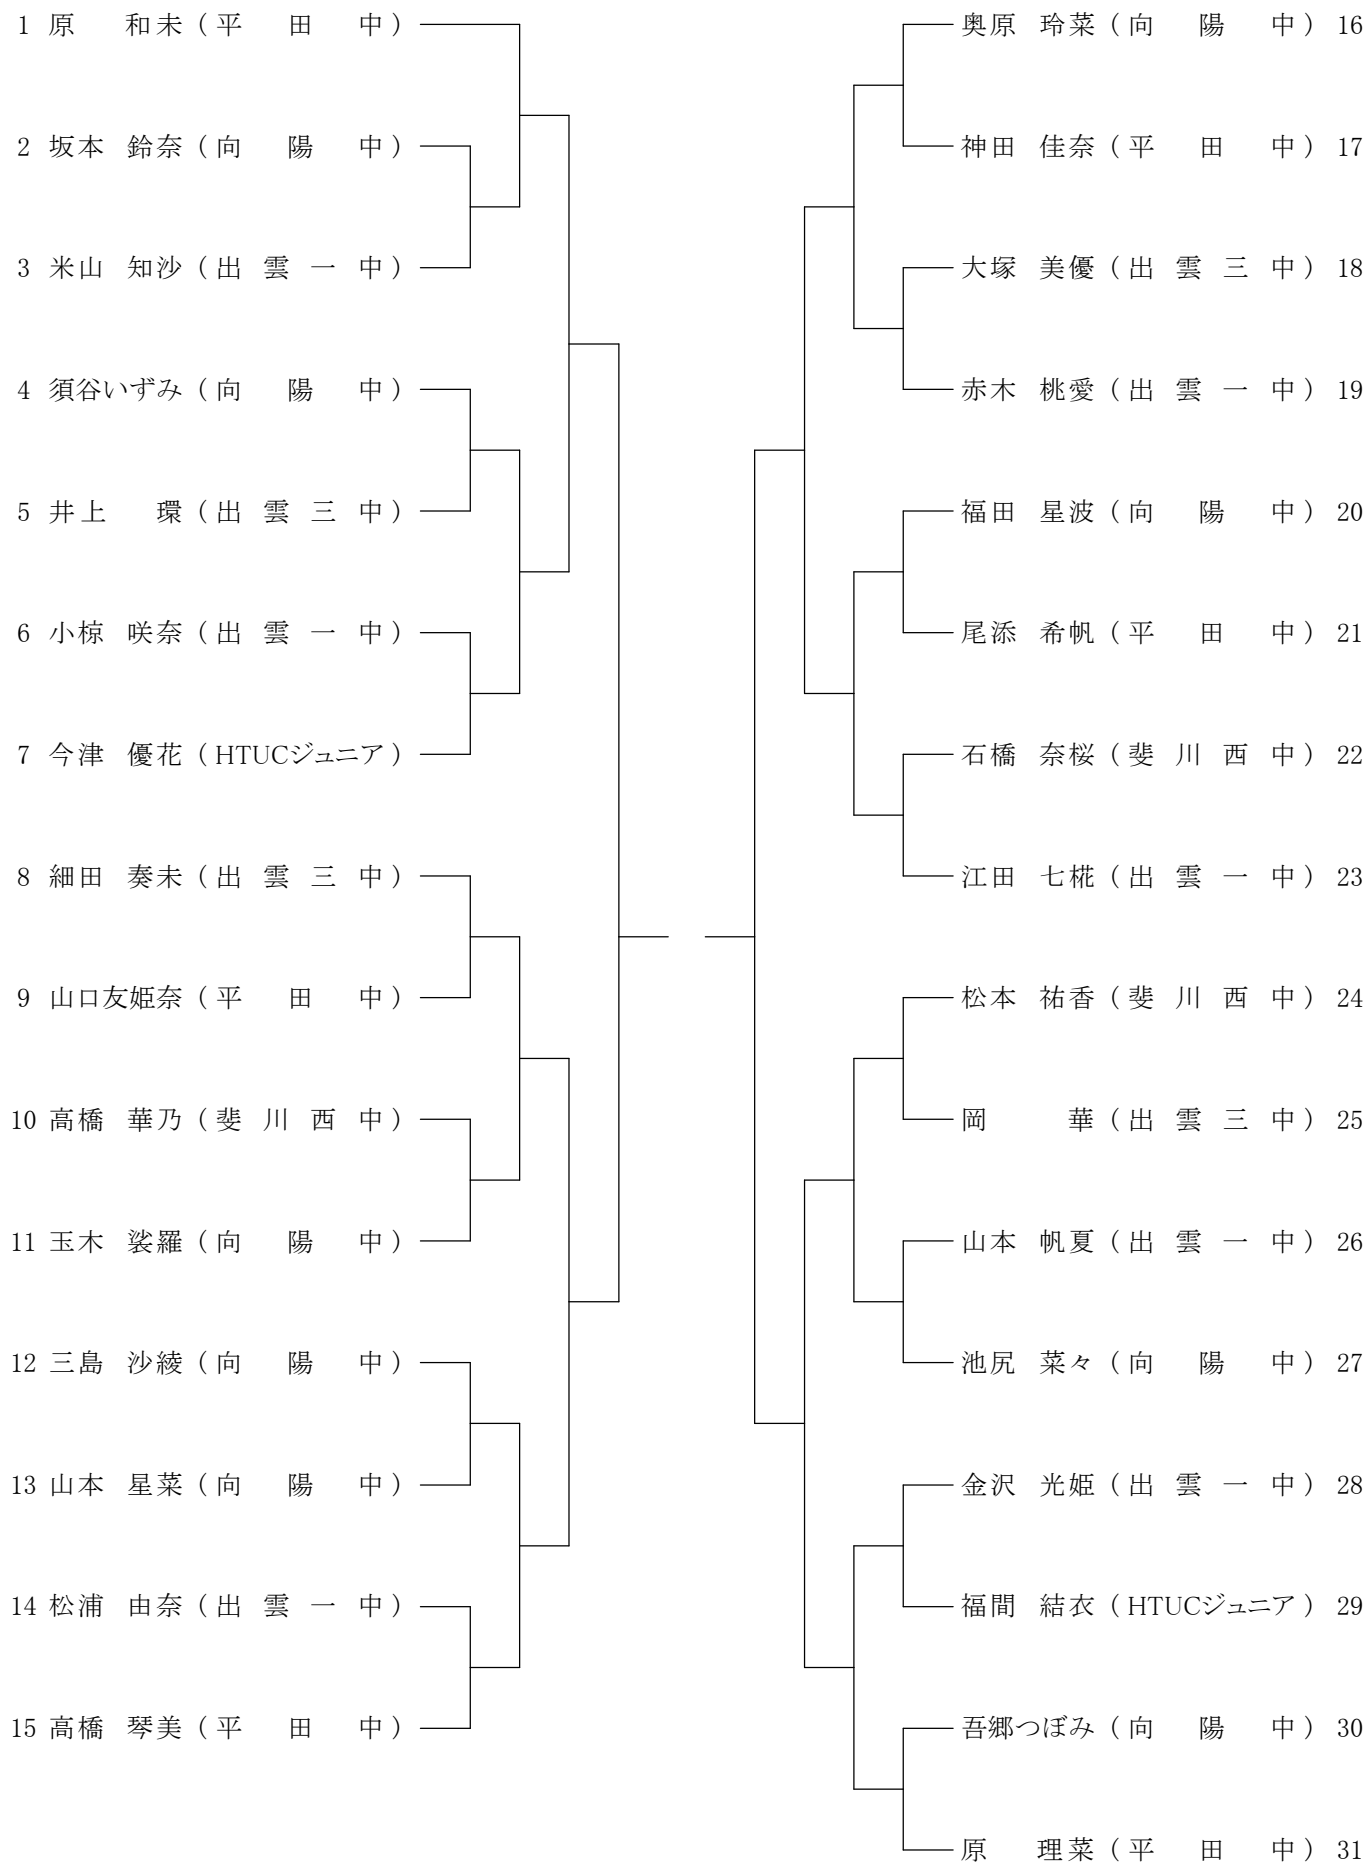 1 原 和未（平田中）
2 坂本 鈴奈（向陽中）
3 米山 知沙（出雲一中）
4 須谷いずみ（向陽中）
5 井上 環（出雲三中）
6 小椋 咲奈（出雲一中）
7 今津 優花（HTUCジュニア）
8 細田 奏未（出雲三中）
9 山口友姫奈（平田中）
10 高橋 華乃（斐川西中）
11 玉木 裟羅（向陽中）
12 三島 沙綾（向陽中）
13 山本 星菜（向陽中）
14 松浦 由奈（出雲一中）
15 高橋 琴美（平田中）
奥原 玲菜（向陽中）16
神田 佳奈（平田中）17
大塚 美優（出雲三中）18
赤木 桃愛（出雲一中）19
福田 星波（向陽中）20
尾添 希帆（平田中）21
石橋 奈桜（斐川西中）22
江田 七椛（出雲一中）23
松本 祐香（斐川西中）24
岡 華（出雲三中）25
山本 帆夏（出雲一中）26
池尻 菜々（向陽中）27
金沢 光姫（出雲一中）28
福間 結衣（HTUCジュニア）29
吾郷つぼみ（向陽中）30
原 理菜（平田中）31